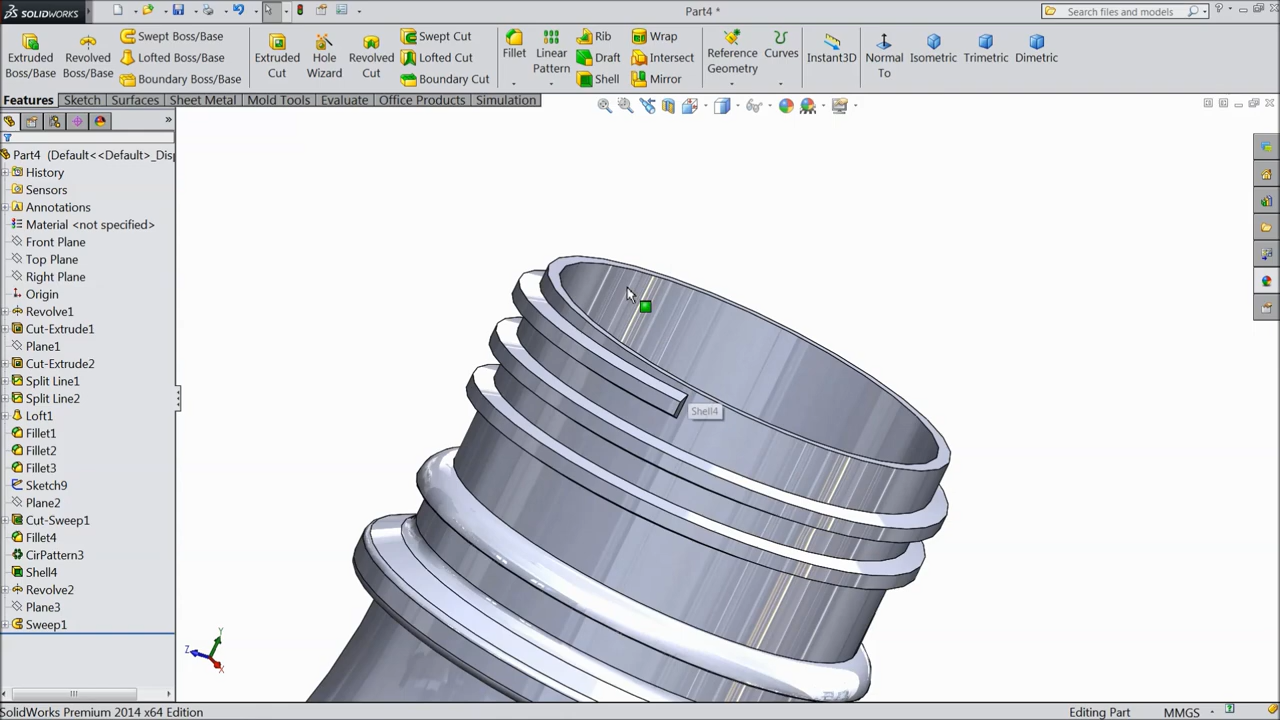 SOLIDWORKS
Part4 *
Search files and models
Extruded Boss/Base
Revolved Boss/Base
Swept Boss/Base
Lofted Boss/Base
Boundary Boss/Base
Extruded Cut
Hole Wizard
Revolved Cut
Swept Cut
Lofted Cut
Boundary Cut
Fillet
Linear Pattern
Rib
Draft
Shell
Wrap
Intersect
Mirror
Reference Geometry
Curves
Instant3D
Normal To
Isometric
Trimetric
Dimetric
Features
Sketch
Surfaces
Sheet Metal
Mold Tools
Evaluate
Office Products
Simulation
Part4 (Default<<Default>_Disp
History
Sensors
Annotations
Material <not specified>
Front Plane
Top Plane
Right Plane
Origin
Revolve1
Cut-Extrude1
Plane1
Cut-Extrude2
Split Line1
Split Line2
Loft1
Fillet1
Fillet2
Fillet3
Sketch9
Plane2
Cut-Sweep1
Fillet4
CirPattern3
Shell4
Revolve2
Plane3
Sweep1
Shell4
Y
Z
X
SolidWorks Premium 2014 x64 Edition
Editing Part
MMGS